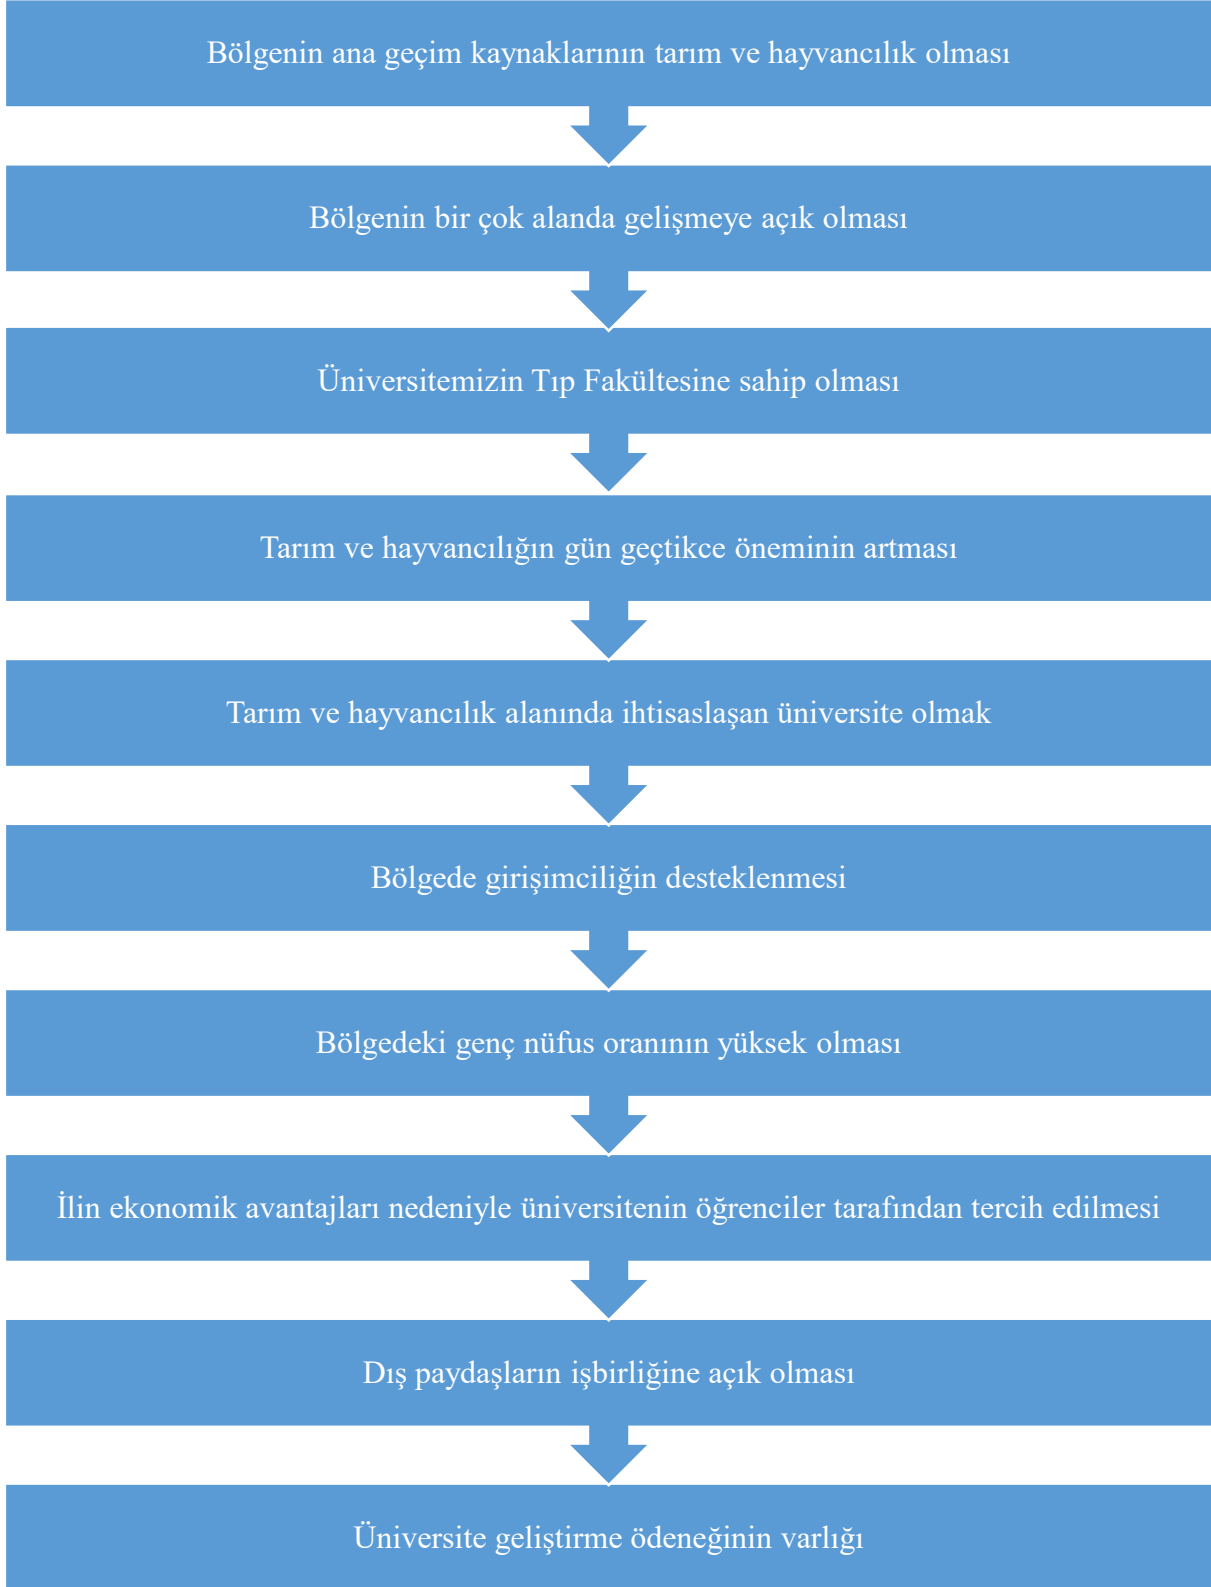 Bölgenin ana geçim kaynaklarının tarım ve hayvancılık olması
Bölgenin bir çok alanda gelişmeye açık olması
Üniversitemizin Tıp Fakültesine sahip olması
Tarım ve hayvancılığın gün geçtikce öneminin artması
Tarım ve hayvancılık alanında ihtisaslaşan üniversite olmak
Bölgede girişimciliğin desteklenmesi
Bölgedeki genç nüfus oranının yüksek olması
İlin ekonomik avantajları nedeniyle üniversitenin öğrenciler tarafından tercih edilmesi
Dış paydaşların işbirliğine açık olması
Üniversite geliştirme ödeneğinin varlığı